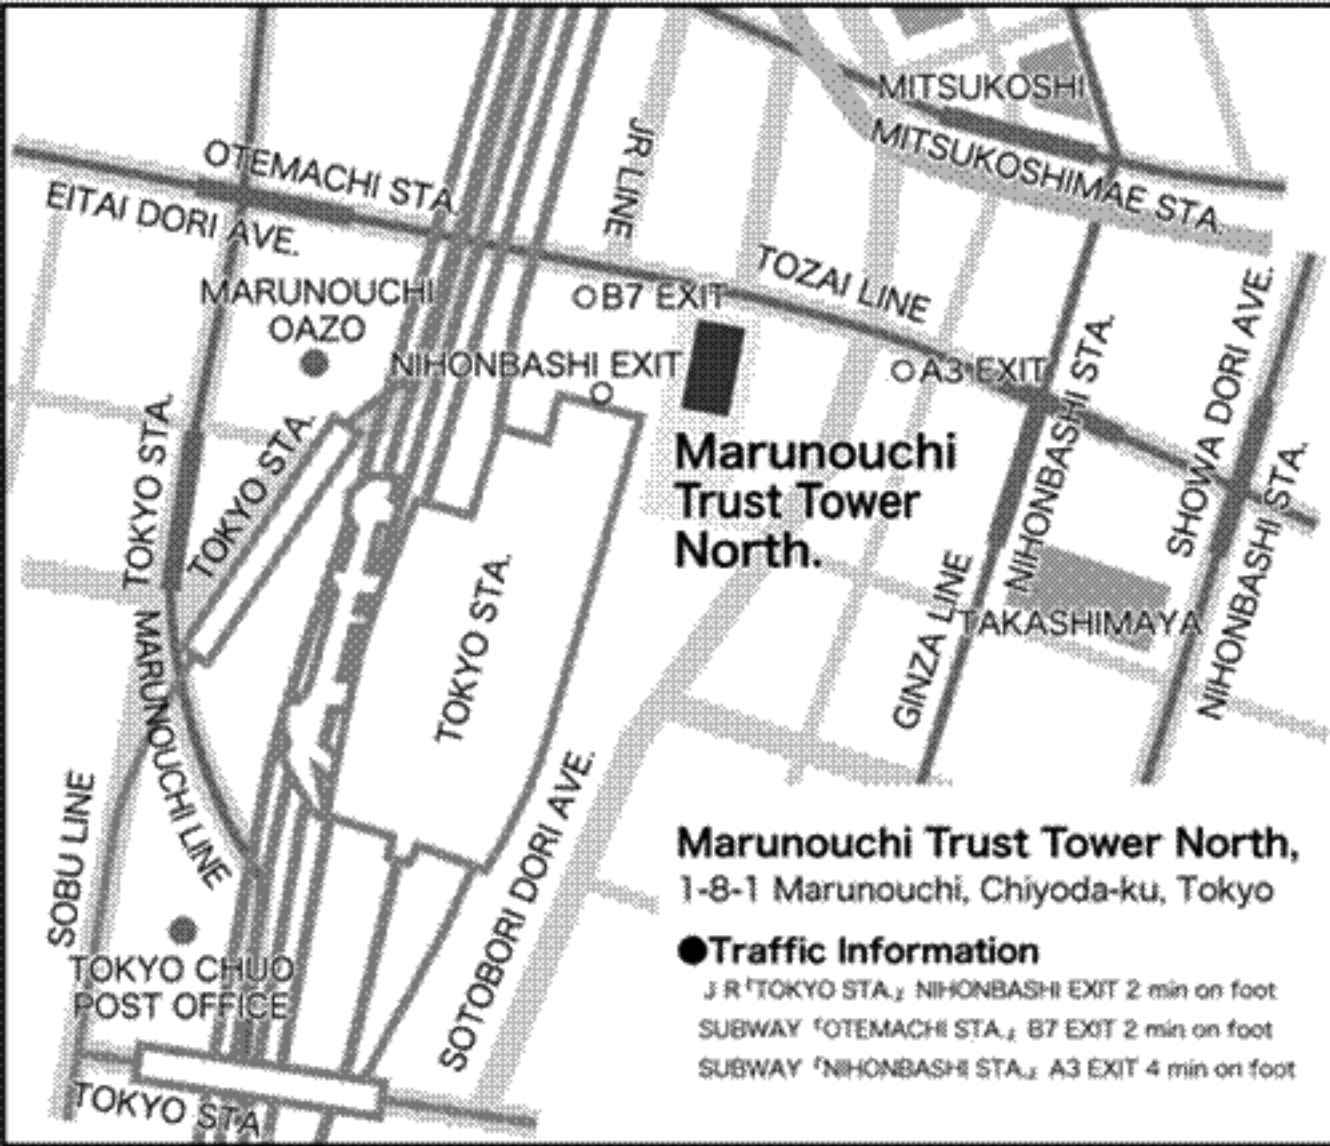 MITSUKOSHI
MITSUKOSHIMAE STA.
JR LINE
OTEMACHI STA.
EITAI DORI AVE.
TOZAI LINE
B7 EXIT
MARUNOUCHI
OAZO
NIHONBASHI EXIT
A3 EXIT
NIHONBASHI STA.
SHOWA DORI AVE.
NIHONBASHI STA.
TOKYO STA.
TOKYO STA.
Marunouchi
Trust Tower
North.
TOKYO STA.
GINZA LINE
TAKASHIMAYA
MARUNOUCHI LINE
SOBU LINE
SOTOBORI DORI AVE.
TOKYO CHUO
POST OFFICE
TOKYO STA
Marunouchi Trust Tower North,
1-8-1 Marunouchi, Chiyoda-ku, Tokyo
●Traffic Information
JR「TOKYO STA.」 NIHONBASHI EXIT 2 min on foot
SUBWAY 「OTEMACHI STA.」 B7 EXIT 2 min on foot
SUBWAY 「NIHONBASHI STA.」 A3 EXIT 4 min on foot